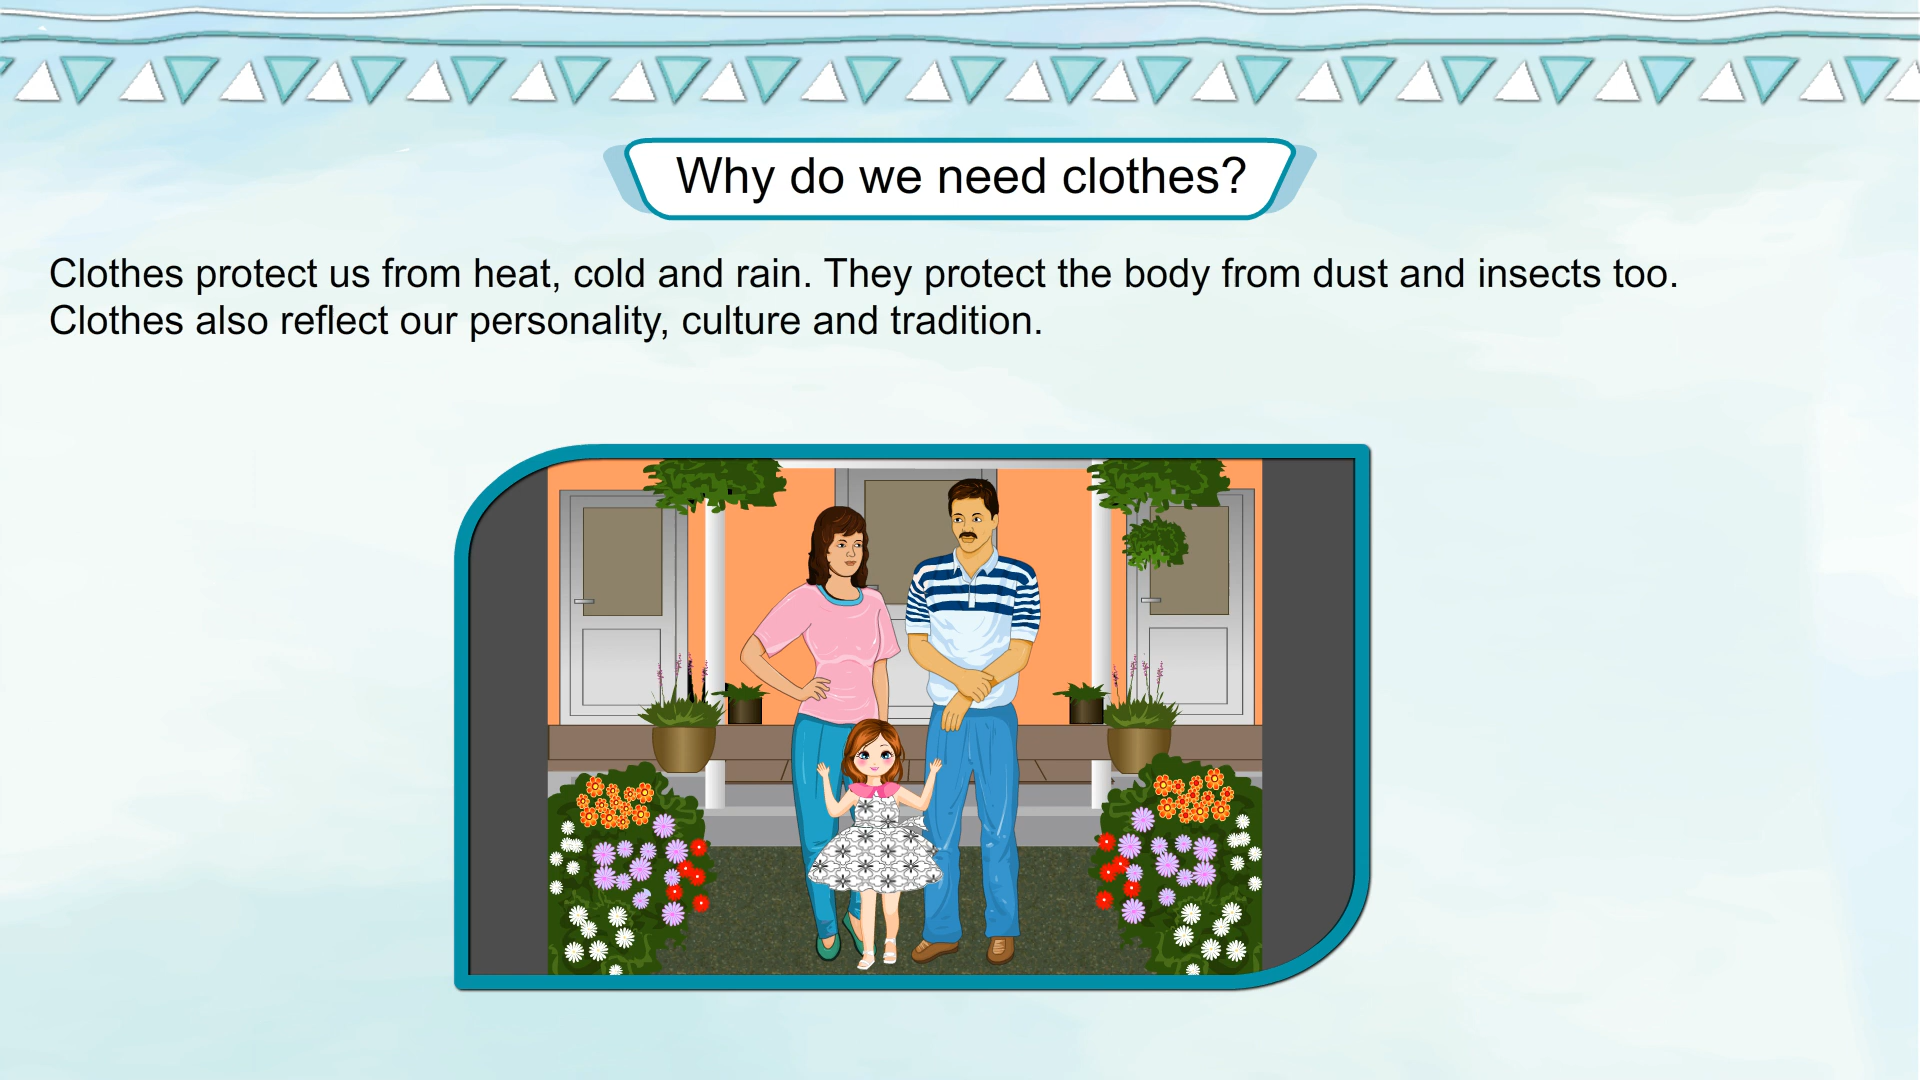 Why do we need clothes?
Clothes protect us from heat, cold and rain. They protect the body from dust and insects too.
Clothes also reflect our personality, culture and tradition.